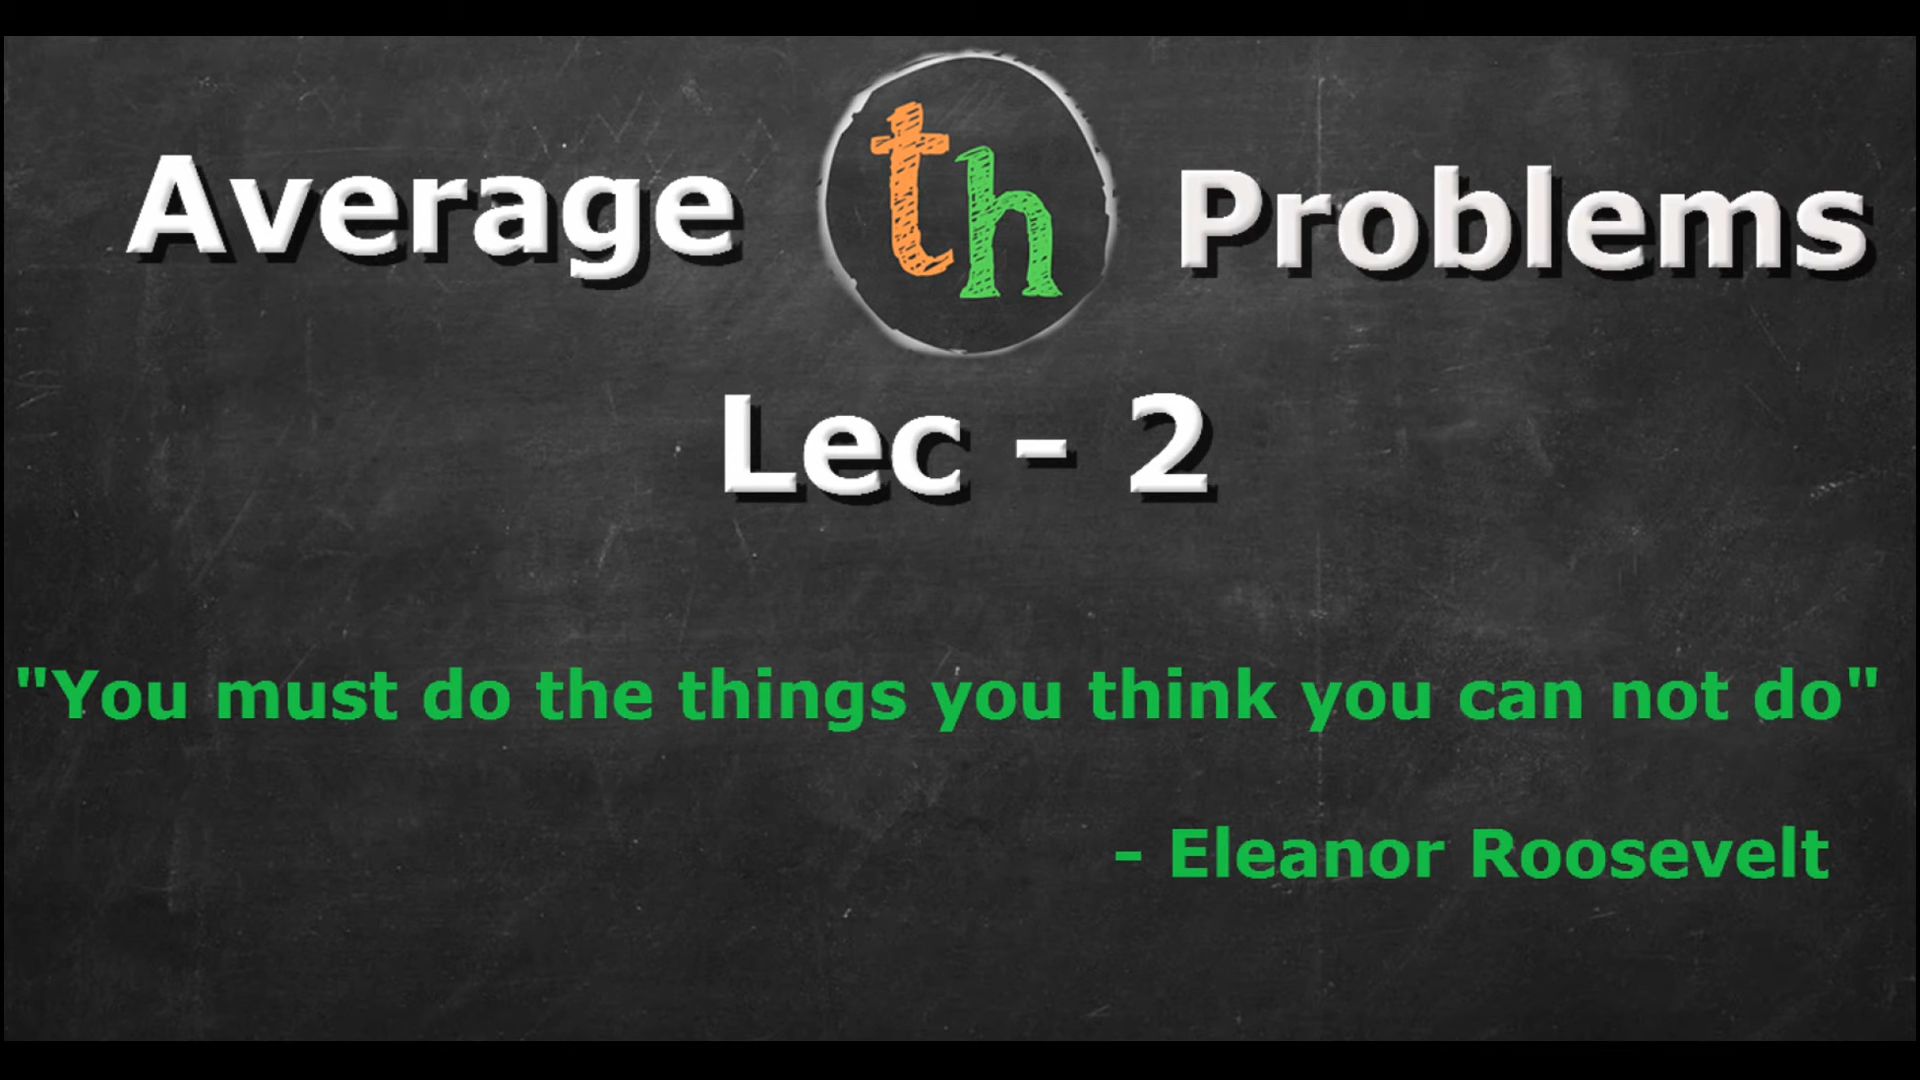 Average th Problems
Lec - 2
"You must do the things you think you can not do"
- Eleanor Roosevelt